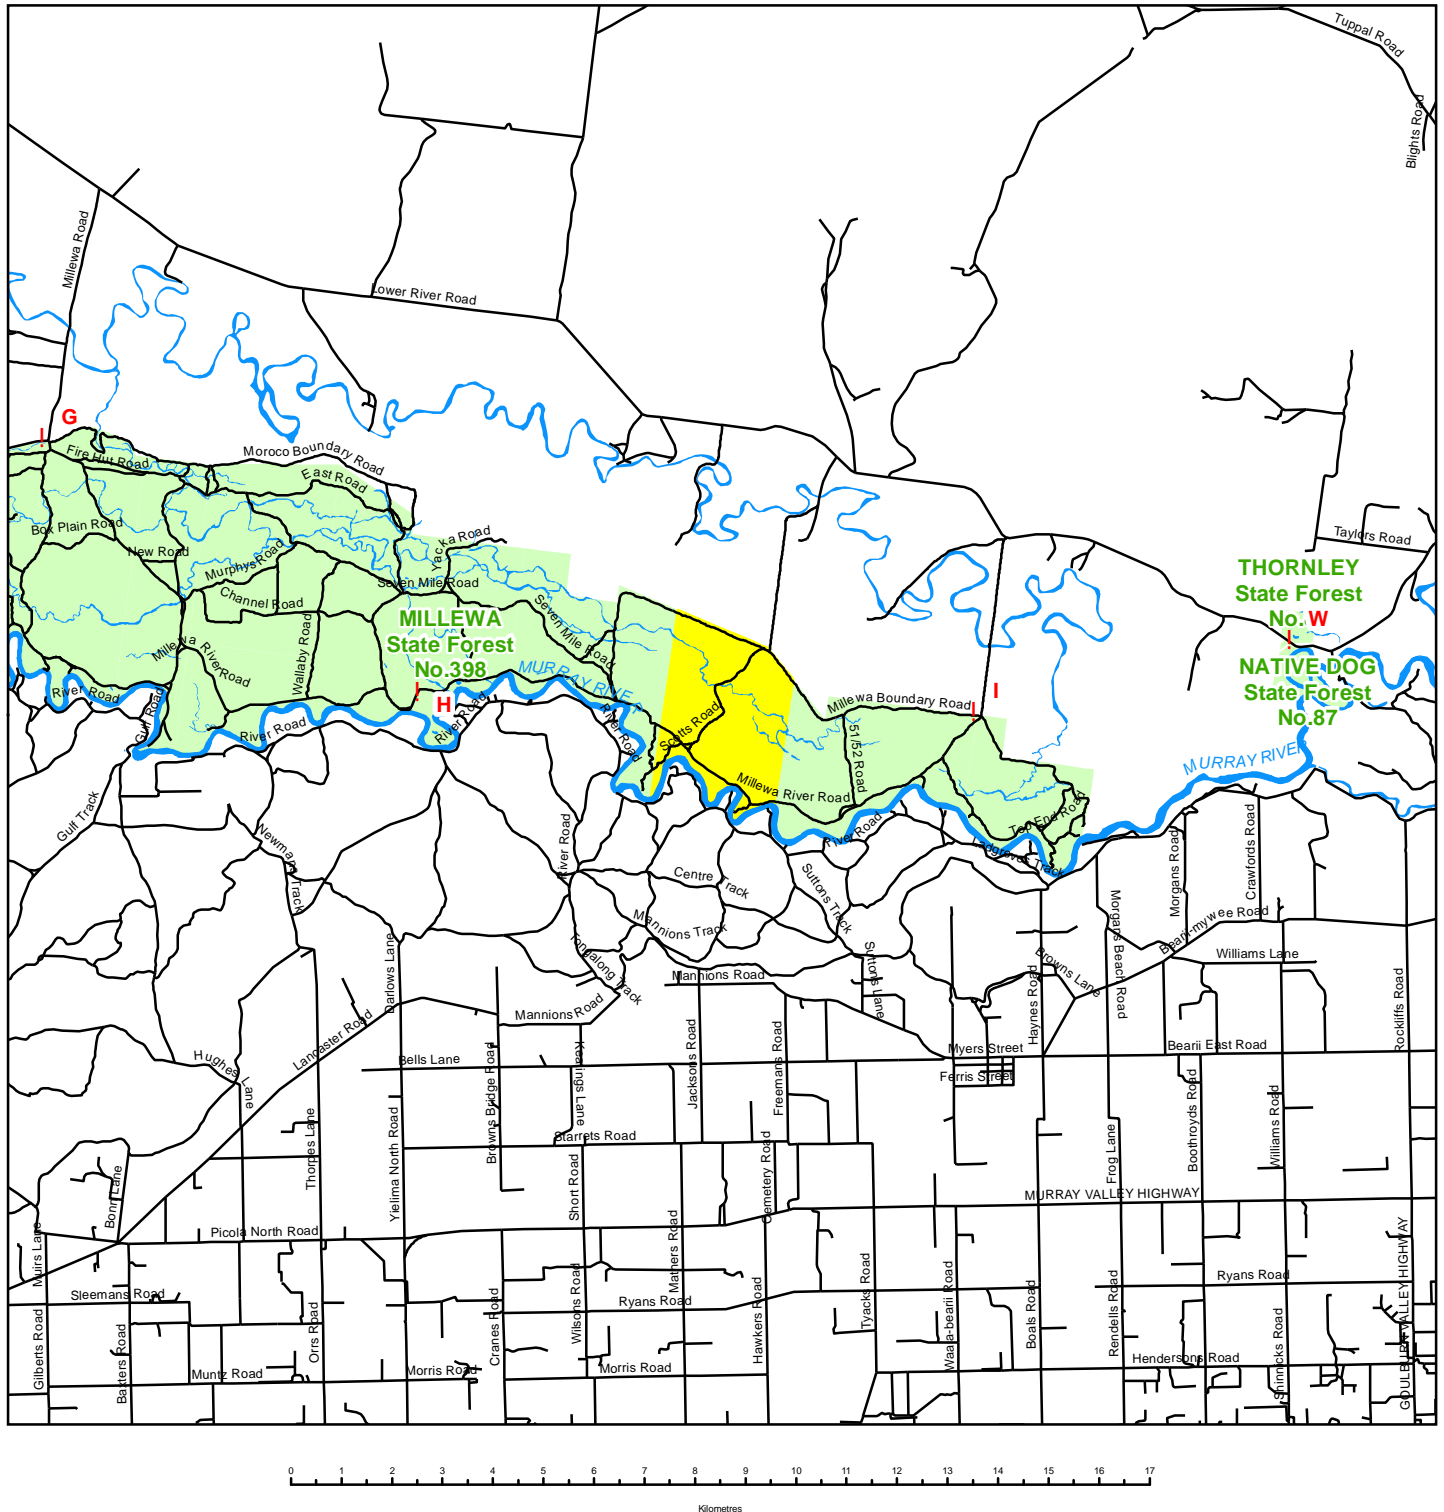 Tuppal Road
Blights Road
Millewa Road
Lower River Road
G
Fire Hut Road
Moroco Boundary Road
East Road
Box Plain Road
New Road
Murphys Road
Yacka Road
Seven Mile Road
Channel Road
Taylors Road
THORNLEY
State Forest
No. W
MILLEWA
State Forest
No.398
Seven Mile Road
Millewa River Road
Wallaby Road
MURRAY RIVER
NATIVE DOG
State Forest
No.87
River Road
Gulf Road
River Road
H
River Road
River Road
Scotts Road
Millewa Boundary Road
I
51/52 Road
Millewa River Road
MURRAY RIVER
Gulf Track
Newmans Track
River Road
River Road
Top End Road
Ladgroves Track
Centre Track
Suttons Track
Mannions Track
Morgans Road
Crawfords Road
Morgans Beach Road
Bearii-mywee Road
Tongalong Track
Darlows Lane
Mannions Road
Suttons Lane
Browns Lane
Williams Lane
Haynes Road
Rockliffs Road
Mannions Road
Lancaster Road
Hughes Lane
Bells Lane
Browns Bridge Road
Keatings Lane
Jacksons Road
Freemans Road
Myers Street
Ferris Street
Bearii East Road
Boothroyds Road
Williams Road
Thorpes Lane
Yielima North Road
Starrets Road
Short Road
Cemetery Road
Frog Lane
Bonn Lane
MURRAY VALLEY HIGHWAY
Picola North Road
Muirs Lane
Mathers Road
Sleemans Road
Ryans Road
Ryans Road
Gilberts Road
Baxters Road
Orrs Road
Cranes Road
Wilsons Road
Hawkers Road
Tyacks Road
Waaia-bearii Road
Boals Road
Rendells Road
Shinnicks Road
GOULBURN VALLEY HIGHWAY
Muntz Road
Morris Road
Morris Road
Hendersons Road
0 1 2 3 4 5 6 7 8 9 10 11 12 13 14 15 16 17
Kilometres